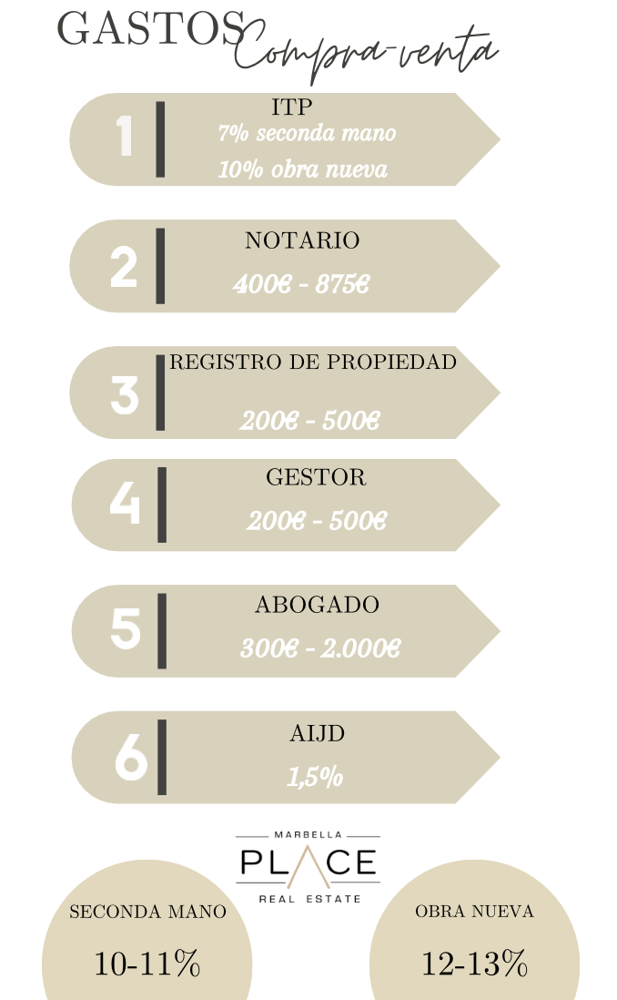 GASTOS
Compra-venta
1
ITP
7% seconda mano
10% obra nueva
2
NOTARIO
400€ - 875€
3
REGISTRO DE PROPIEDAD
200€ - 500€
4
GESTOR
200€ - 500€
5
ABOGADO
300€ - 2.000€
6
AIJD
1,5%
MARBELLA
PLACE
REAL ESTATE
SECONDA MANO
10-11%
OBRA NUEVA
12-13%